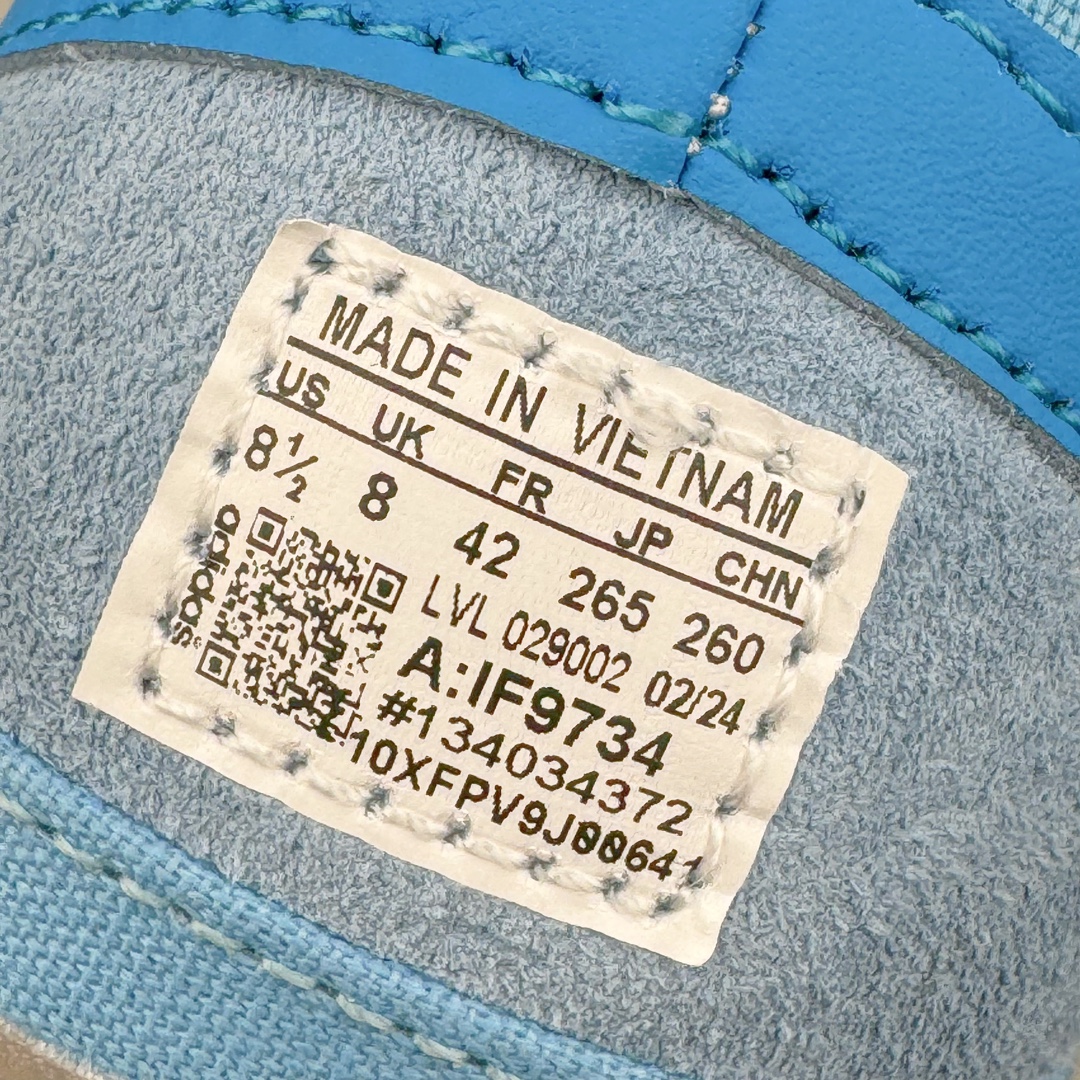 MADE IN VIETNAM
US UK FR JP CHN
8½ 8 42 265 260
adidas
LVL 029002 02/24
A:IF9734
#134034372
10XFPV9J00641